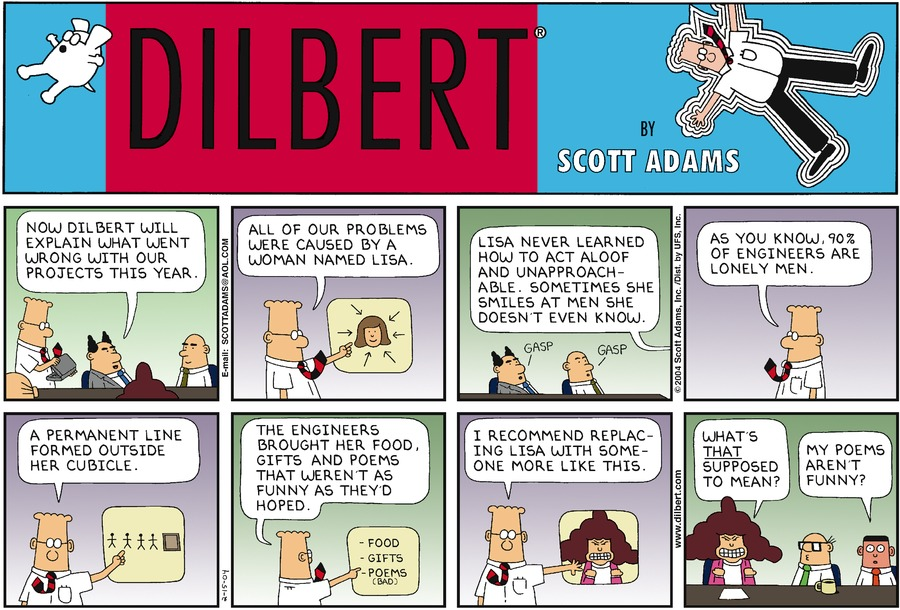 DILBERT®
BY
SCOTT ADAMS
NOW DILBERT WILL
EXPLAIN WHAT WENT
WRONG WITH OUR
PROJECTS THIS YEAR.
E-mail: SCOTTADAMS@AOL.COM
ALL OF OUR PROBLEMS
WERE CAUSED BY A
WOMAN NAMED LISA.
LISA NEVER LEARNED
HOW TO ACT ALOOF
AND UNAPPROACH-
ABLE. SOMETIMES SHE
SMILES AT MEN SHE
DOESN'T EVEN KNOW.
GASP
GASP
© 2004 Scott Adams, Inc./Dist. by UFS, Inc.
AS YOU KNOW, 90%
OF ENGINEERS ARE
LONELY MEN.
A PERMANENT LINE
FORMED OUTSIDE
HER CUBICLE.
12-15-04
THE ENGINEERS
BROUGHT HER FOOD,
GIFTS AND POEMS
THAT WEREN'T AS
FUNNY AS THEY'D
HOPED.
- FOOD
- GIFTS
- POEMS
(BAD)
I RECOMMEND REPLAC-
ING LISA WITH SOME-
ONE MORE LIKE THIS.
www.dilbert.com
WHAT'S
THAT
SUPPOSED
TO MEAN?
MY POEMS
AREN'T
FUNNY?